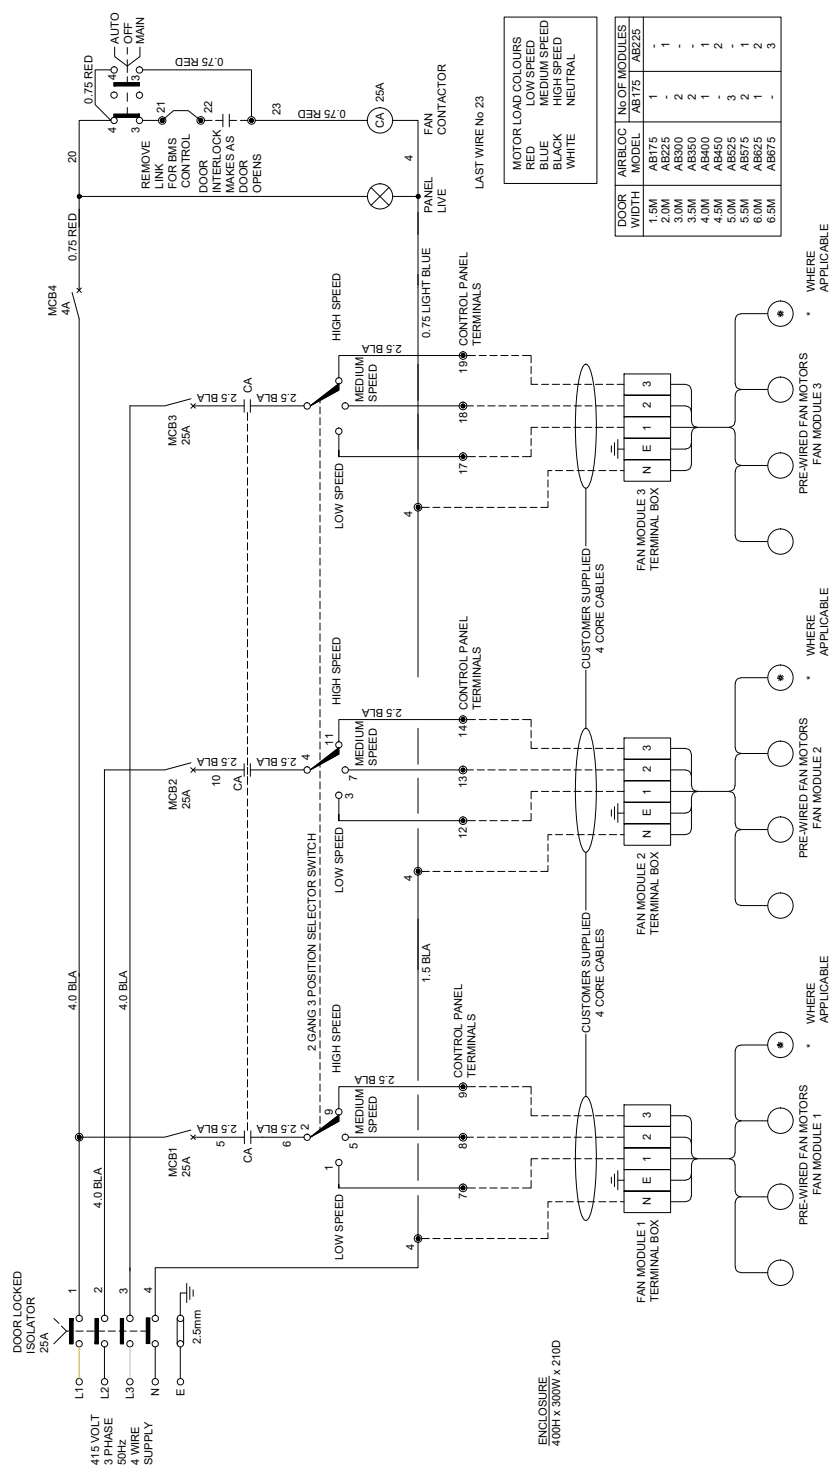 DOOR LOCKED
ISOLATOR
25A
415 VOLT
3 PHASE
50Hz
4 WIRE
SUPPLY
L1
L2
L3
N
E
1
2
3
4
2.5mm
4.0 BLA
4.0 BLA
4.0 BLA
MCB1
25A
5
2.5 BLA
CA
6
2.5 BLA
2
1
5
9
LOW SPEED
MEDIUM
SPEED
HIGH SPEED
2.5 BLA
2 GANG 3 POSITION SELECTOR SWITCH
4
7
8
9
CONTROL PANEL
TERMINALS
1.5 BLA
MCB2
25A
10
2.5 BLA
CA
2.5 BLA
4
3
7
11
LOW SPEED
MEDIUM
SPEED
HIGH SPEED
2.5 BLA
4
12
13
14
CONTROL PANEL
TERMINALS
MCB3
25A
2.5 BLA
CA
2.5 BLA
LOW SPEED
MEDIUM
SPEED
HIGH SPEED
2.5 BLA
4
17
18
19
CONTROL PANEL
TERMINALS
0.75 LIGHT BLUE
MCB4
4A
0.75 RED
20
PANEL
LIVE
4
3
4
3
AUTO
OFF
MAIN
0.75 RED
0.75 RED
REMOVE
LINK
FOR BMS
CONTROL
21
22
DOOR
INTERLOCK
MAKES AS
DOOR
OPENS
23
0.75 RED
CA
25A
FAN
CONTACTOR
4
LAST WIRE No 23
MOTOR LOAD COLOURS
RED LOW SPEED
BLUE MEDIUM SPEED
BLACK HIGH SPEED
WHITE NEUTRAL
DOOR AIRBLOC No OF MODULES
WIDTH MODEL AB175 AB225
1.5M AB175 1 -
2.0M AB225 - 1
3.0M AB300 2 -
3.5M AB350 2 -
4.0M AB400 1 1
4.5M AB450 - 2
5.0M AB525 3 -
5.5M AB575 2 1
6.0M AB625 1 2
6.5M AB675 - 3
CUSTOMER SUPPLIED
4 CORE CABLES
CUSTOMER SUPPLIED
4 CORE CABLES
N E 1 2 3
FAN MODULE 1
TERMINAL BOX
PRE-WIRED FAN MOTORS
FAN MODULE 1
*
* WHERE
APPLICABLE
N E 1 2 3
FAN MODULE 2
TERMINAL BOX
PRE-WIRED FAN MOTORS
FAN MODULE 2
*
* WHERE
APPLICABLE
N E 1 2 3
FAN MODULE 3
TERMINAL BOX
PRE-WIRED FAN MOTORS
FAN MODULE 3
*
* WHERE
APPLICABLE
ENCLOSURE
400H x 300W x 210D